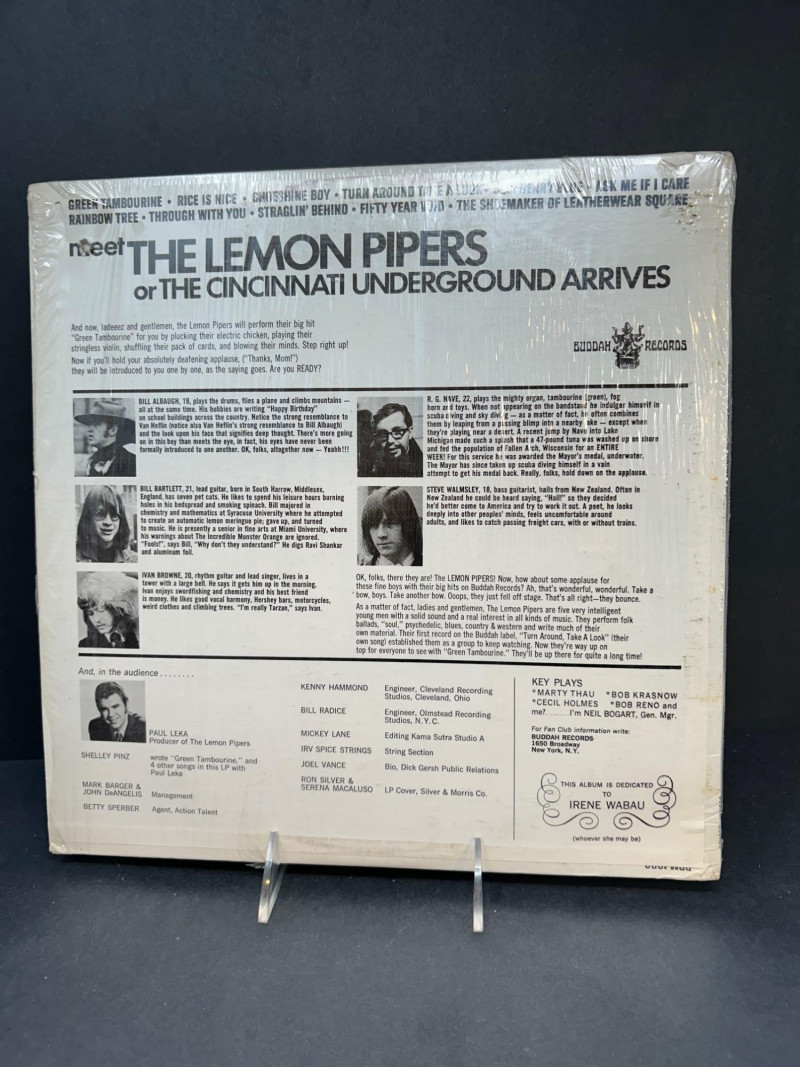 GREEN TAMBOURINE • RICE IS NICE • SHOESHINE BOY • TURN AROUND TAKE A LOOK • BLUEBERRY BLUE • ASK ME IF I CARE
RAINBOW TREE • THROUGH WITH YOU • STRAGLIN' BEHIND • FIFTY YEAR VOID • THE SHOEMAKER OF LEATHERWEAR SQUARE
meet THE LEMON PIPERS
or THE CINCINNATI UNDERGROUND ARRIVES
And now, ladeeez and gentlemen, the Lemon Pipers will perform their big hit
"Green Tambourine" for you by plucking their electric chicken, playing their
stringless violin, shuffling their pack of cards, and blowing their minds. Step right up!
Now if you'll hold your absolutely deafening applause, ("Thanks, Mom!")
they will be introduced to you one by one, as the saying goes. Are you READY?
BUDDAH RECORDS
BILL ALBAUGH, 19, plays the drums, flies a plane and climbs mountains —
all at the same time. His hobbies are writing "Happy Birthday"
on school buildings across the country. Notice the strong resemblance to
Van Heflin (notice also Van Heflin's strong resemblance to Bill Albaugh)
and the look upon his face that signifies deep thought. There's more going
on in this boy than meets the eye, in fact, his eyes have never been
formally introduced to one another. OK, folks, altogether now — Yeahh!!!
R. G. NAVE, 22, plays the mighty organ, tambourine (green), fog
horn and toys. When not appearing on the bandstand he indulges himself in
scuba diving and sky diving — as a matter of fact, he often combines
them by leaping from a passing blimp into a nearby lake — except when
they're playing near a desert. A recent jump by Nave into Lake
Michigan made such a splash that a 47-pound tuna was washed up on shore
and fed the population of Fallen Arch, Wisconsin for an ENTIRE
WEEK! For this service he was awarded the Mayor's medal, underwater.
The Mayor has since taken up scuba diving himself in a vain
attempt to get his medal back. Really, folks, hold down on the applause.
BILL BARTLETT, 21, lead guitar, born in South Harrow, Middlesex,
England, has seven pet cats. He likes to spend his leisure hours burning
holes in his bedspread and smoking spinach. Bill majored in
chemistry and mathematics at Syracuse University where he attempted
to create an automatic lemon meringue pie; gave up, and turned
to music. He is presently a senior in fine arts at Miami University, where
his warnings about The Incredible Monster Orange are ignored.
"Fools!", says Bill, "Why don't they understand?" He digs Ravi Shankar
and aluminum foil.
STEVE WALMSLEY, 18, bass guitarist, hails from New Zealand. Often in
New Zealand he could be heard saying, "Hail!" so they decided
he'd better come to America and try to work it out. A poet, he looks
deeply into other peoples' minds, feels uncomfortable around
adults, and likes to catch passing freight cars, with or without trains.
IVAN BROWNE, 20, rhythm guitar and lead singer, lives in a
tower with a large bell. He says it gets him up in the morning.
Ivan enjoys swordfishing and chemistry and his best friend
is money. He likes good vocal harmony, Hershey bars, motorcycles,
weird clothes and climbing trees. "I'm really Tarzan," says Ivan.
OK, folks, there they are! The LEMON PIPERS! Now, how about some applause for
these fine boys with their big hits on Buddah Records? Ah, that's wonderful, wonderful. Take a
bow, boys. Take another bow. Ooops, they just fell off stage. That's all right—they bounce.
As a matter of fact, ladies and gentlemen, The Lemon Pipers are five very intelligent
young men with a solid sound and a real interest in all kinds of music. They perform folk
ballads, "soul," psychedelic, blues, country & western and write much of their
own material. Their first record on the Buddah label, "Turn Around, Take A Look" (their
own song) established them as a group to keep watching. Now they're way up on
top for everyone to see with "Green Tambourine." They'll be up there for quite a long time!
And, in the audience........
PAUL LEKA
Producer of The Lemon Pipers
SHELLEY PINZ wrote "Green Tambourine," and
4 other songs in this LP with
Paul Leka
MARK BARGER &
JOHN DeANGELIS Management
BETTY SPERBER Agent, Action Talent
KENNY HAMMOND Engineer, Cleveland Recording
Studios, Cleveland, Ohio
BILL RADICE Engineer, Olmstead Recording
Studios, N.Y.C.
MICKEY LANE Editing Kama Sutra Studio A
IRV SPICE STRINGS String Section
JOEL VANCE Bio, Dick Gersh Public Relations
RON SILVER &
SERENA MACALUSO LP Cover, Silver & Morris Co.
KEY PLAYS
*MARTY THAU *BOB KRASNOW
*CECIL HOLMES *BOB RENO and
me?.........I'm NEIL BOGART, Gen. Mgr.
For Fan Club information write:
BUDDAH RECORDS
1650 Broadway
New York, N.Y.
THIS ALBUM IS DEDICATED
TO
IRENE WABAU
(whoever she may be)